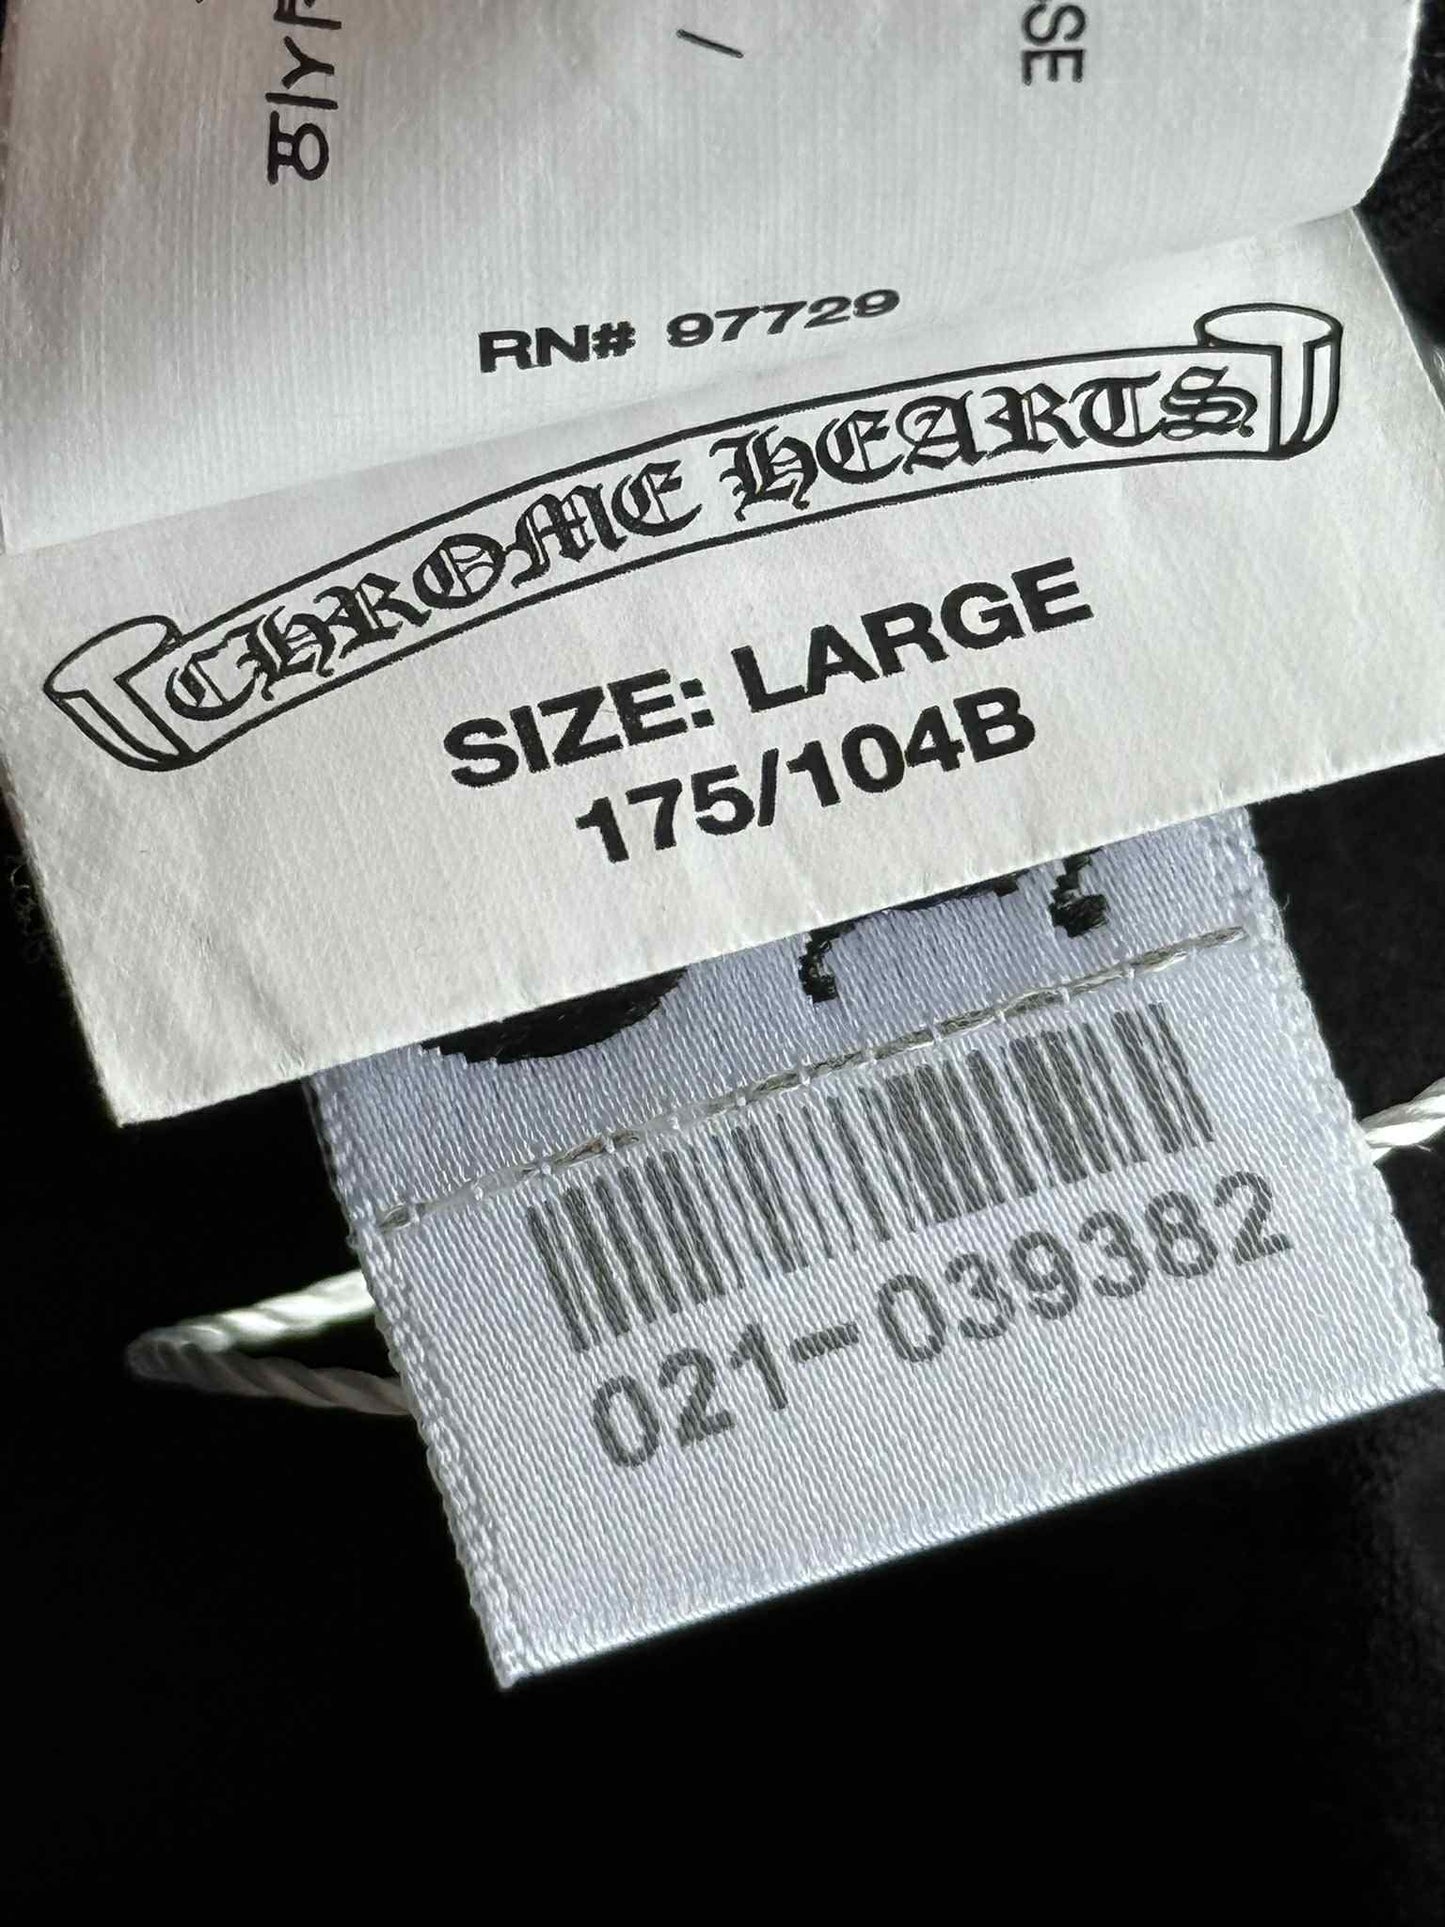 RN# 97729
CHROME HEARTS
SIZE: LARGE
175/104B
021-039382